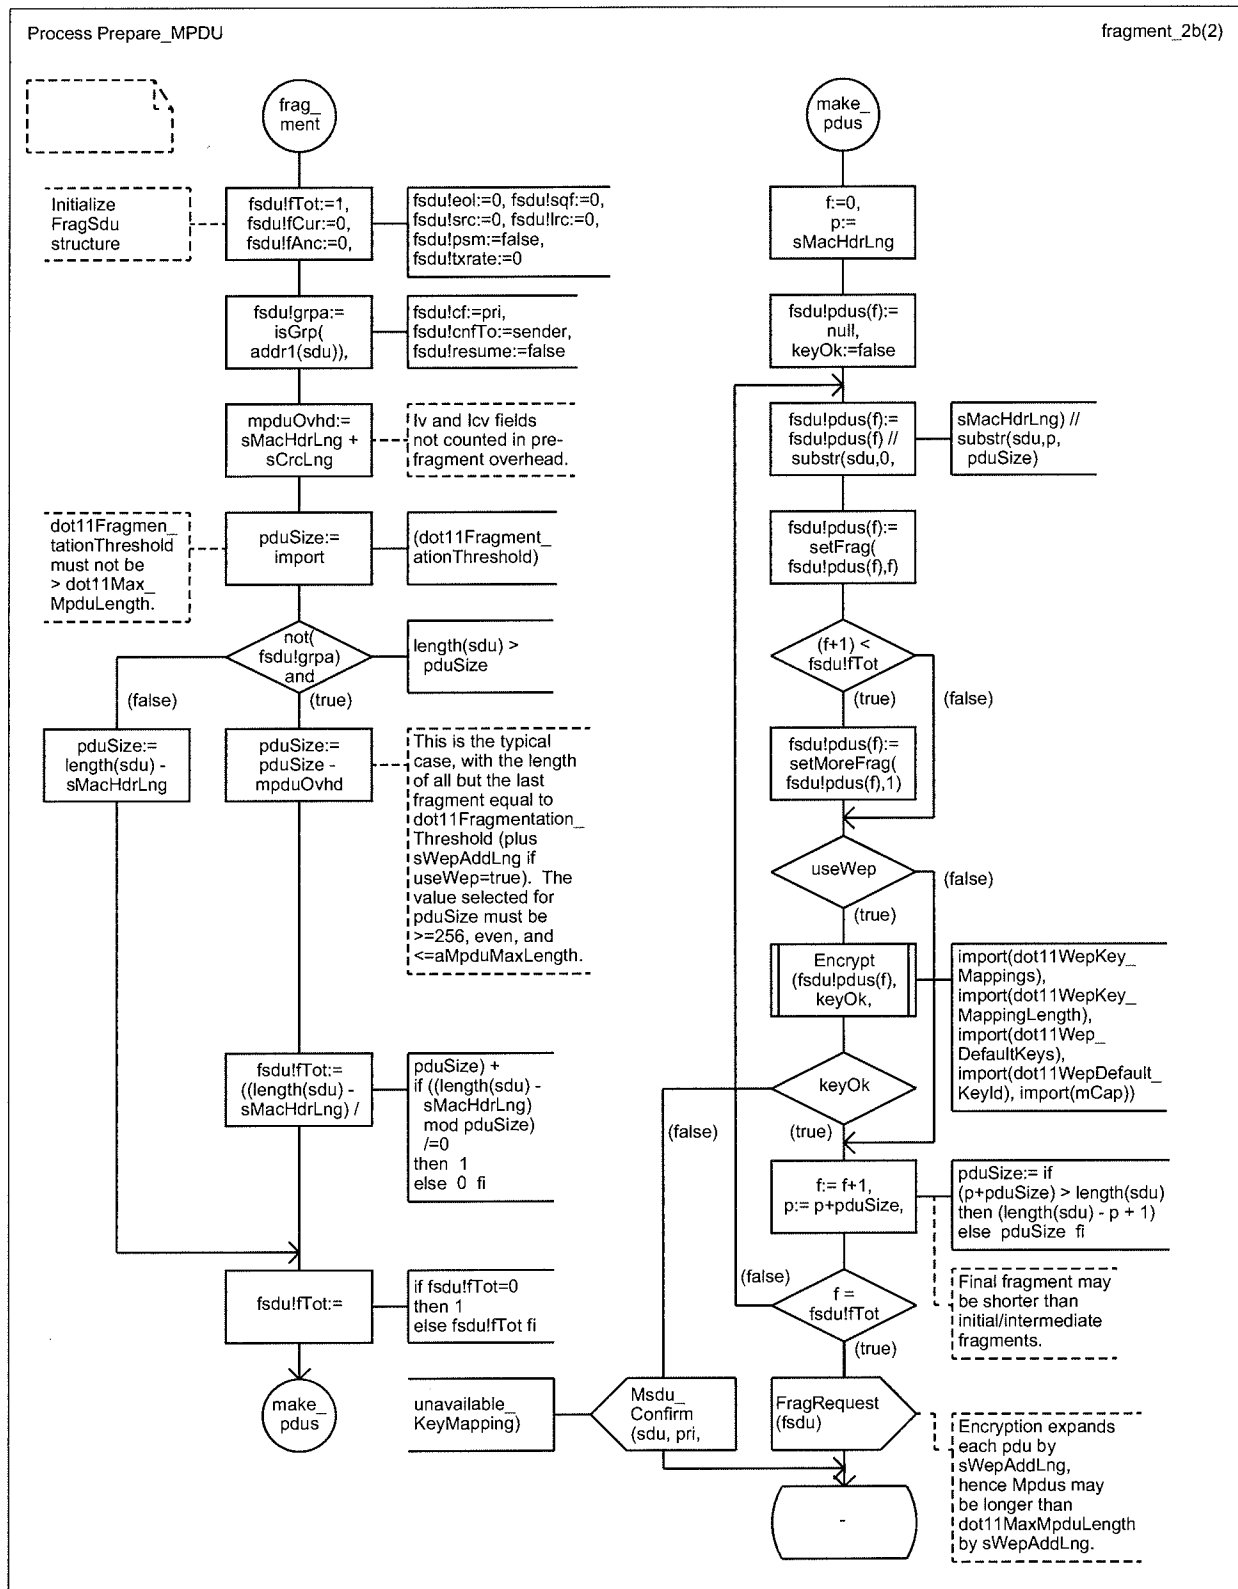 Process Prepare_MPDU
fragment_2b(2)
frag_
ment
Initialize
FragSdu
structure
fsdu!fTot:=1,
fsdu!fCur:=0,
fsdu!fAnc:=0,
fsdu!eol:=0, fsdu!sqf:=0,
fsdu!src:=0, fsdu!lrc:=0,
fsdu!psm:=false,
fsdu!txrate:=0
fsdu!grpa:=
isGrp(
addr1(sdu)),
fsdu!cf:=pri,
fsdu!cnfTo:=sender,
fsdu!resume:=false
mpduOvhd:=
sMacHdrLng +
sCrcLng
Iv and Icv fields
not counted in pre-
fragment overhead.
dot11Fragmen_
tationThreshold
must not be
> dot11Max_
MpduLength.
pduSize:=
import
(dot11Fragment_
ationThreshold)
not(
fsdu!grpa)
and
length(sdu) >
pduSize
(false)
(true)
pduSize:=
length(sdu) -
sMacHdrLng
pduSize:=
pduSize -
mpduOvhd
This is the typical
case, with the length
of all but the last
fragment equal to
dot11Fragmentation_
Threshold (plus
sWepAddLng if
useWep=true). The
value selected for
pduSize must be
>=256, even, and
<=aMpduMaxLength.
fsdu!fTot:=
((length(sdu) -
sMacHdrLng) /
pduSize) +
if ((length(sdu) -
sMacHdrLng)
mod pduSize)
/=0
then 1
else 0 fi
fsdu!fTot:=
if fsdu!fTot=0
then 1
else fsdu!fTot fi
make_
pdus
make_
pdus
f:=0,
p:=
sMacHdrLng
fsdu!pdus(f):=
null,
keyOk:=false
fsdu!pdus(f):=
fsdu!pdus(f) //
substr(sdu,0,
sMacHdrLng) //
substr(sdu,p,
pduSize)
fsdu!pdus(f):=
setFrag(
fsdu!pdus(f),f)
(f+1) <
fsdu!fTot
(true)
(false)
fsdu!pdus(f):=
setMoreFrag(
fsdu!pdus(f),1)
useWep
(false)
(true)
Encrypt
(fsdu!pdus(f),
keyOk,
import(dot11WepKey_
Mappings),
import(dot11WepKey_
MappingLength),
import(dot11Wep_
DefaultKeys),
import(dot11WepDefault_
KeyId), import(mCap))
keyOk
(false)
(true)
f:= f+1,
p:= p+pduSize,
pduSize:= if
(p+pduSize) > length(sdu)
then (length(sdu) - p + 1)
else pduSize fi
(false)
f =
fsdu!fTot
Final fragment may
be shorter than
initial/intermediate
fragments.
(true)
unavailable_
KeyMapping)
Msdu_
Confirm
(sdu, pri,
FragRequest
(fsdu)
Encryption expands
each pdu by
sWepAddLng,
hence Mpdus may
be longer than
dot11MaxMpduLength
by sWepAddLng.
-